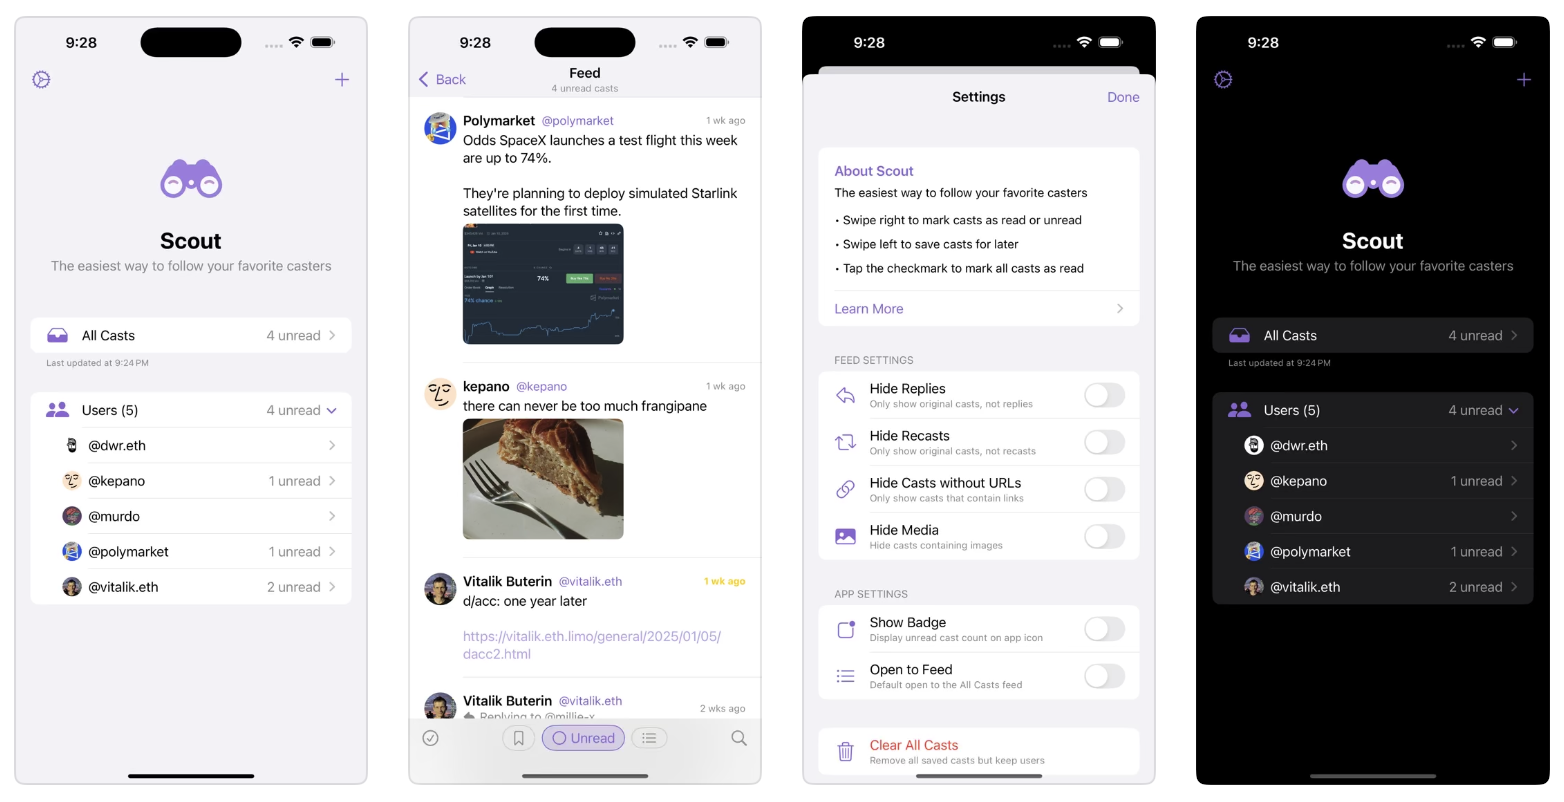 9:28
Scout
The easiest way to follow your favorite casters
All Casts 4 unread
Last updated at 9:24 PM
Users (5) 4 unread
@dwr.eth
@kepano 1 unread
@murdo
@polymarket 1 unread
@vitalik.eth 2 unread
9:28
Back
Feed
4 unread casts
Polymarket @polymarket 1 wk ago
Odds SpaceX launches a test flight this week
are up to 74%.
They're planning to deploy simulated Starlink
satellites for the first time.
74%
74% chance
Polymarket
kepano @kepano 1 wk ago
there can never be too much frangipane
Vitalik Buterin @vitalik.eth 1 wk ago
d/acc: one year later
https://vitalik.eth.limo/general/2025/01/05/
dacc2.html
Vitalik Buterin @vitalik.eth 2 wks ago
Replying to @millie-x
Unread
9:28
Settings Done
About Scout
The easiest way to follow your favorite casters
• Swipe right to mark casts as read or unread
• Swipe left to save casts for later
• Tap the checkmark to mark all casts as read
Learn More
FEED SETTINGS
Hide Replies
Only show original casts, not replies
Hide Recasts
Only show original casts, not recasts
Hide Casts without URLs
Only show casts that contain links
Hide Media
Hide casts containing images
APP SETTINGS
Show Badge
Display unread cast count on app icon
Open to Feed
Default open to the All Casts feed
Clear All Casts
Remove all saved casts but keep users
9:28
Scout
The easiest way to follow your favorite casters
All Casts 4 unread
Last updated at 9:24 PM
Users (5) 4 unread
@dwr.eth
@kepano 1 unread
@murdo
@polymarket 1 unread
@vitalik.eth 2 unread